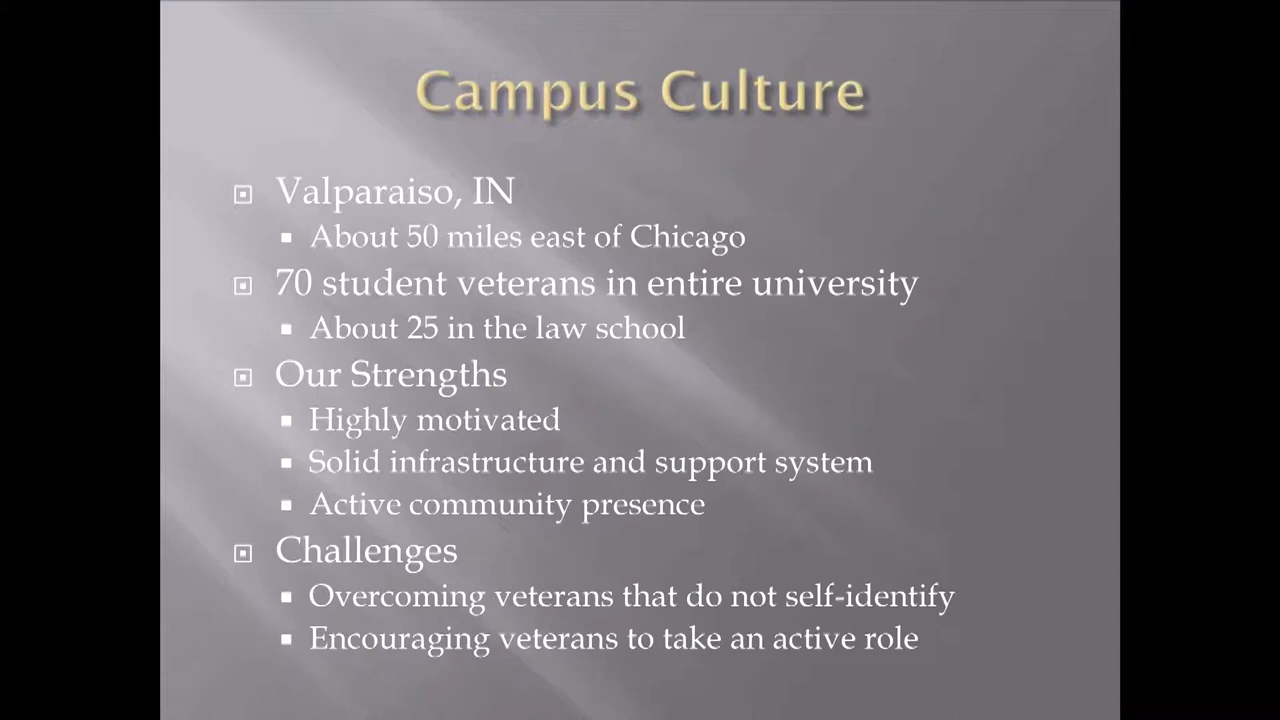 Campus Culture
Valparaiso, IN
About 50 miles east of Chicago
70 student veterans in entire university
About 25 in the law school
Our Strengths
Highly motivated
Solid infrastructure and support system
Active community presence
Challenges
Overcoming veterans that do not self-identify
Encouraging veterans to take an active role